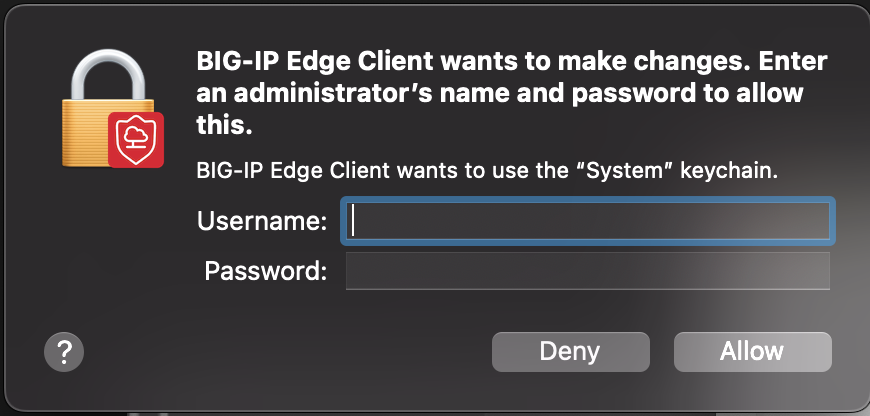 BIG-IP Edge Client wants to make changes. Enter
an administrator’s name and password to allow
this.
BIG-IP Edge Client wants to use the “System” keychain.
Username:
Password:
?
Deny
Allow